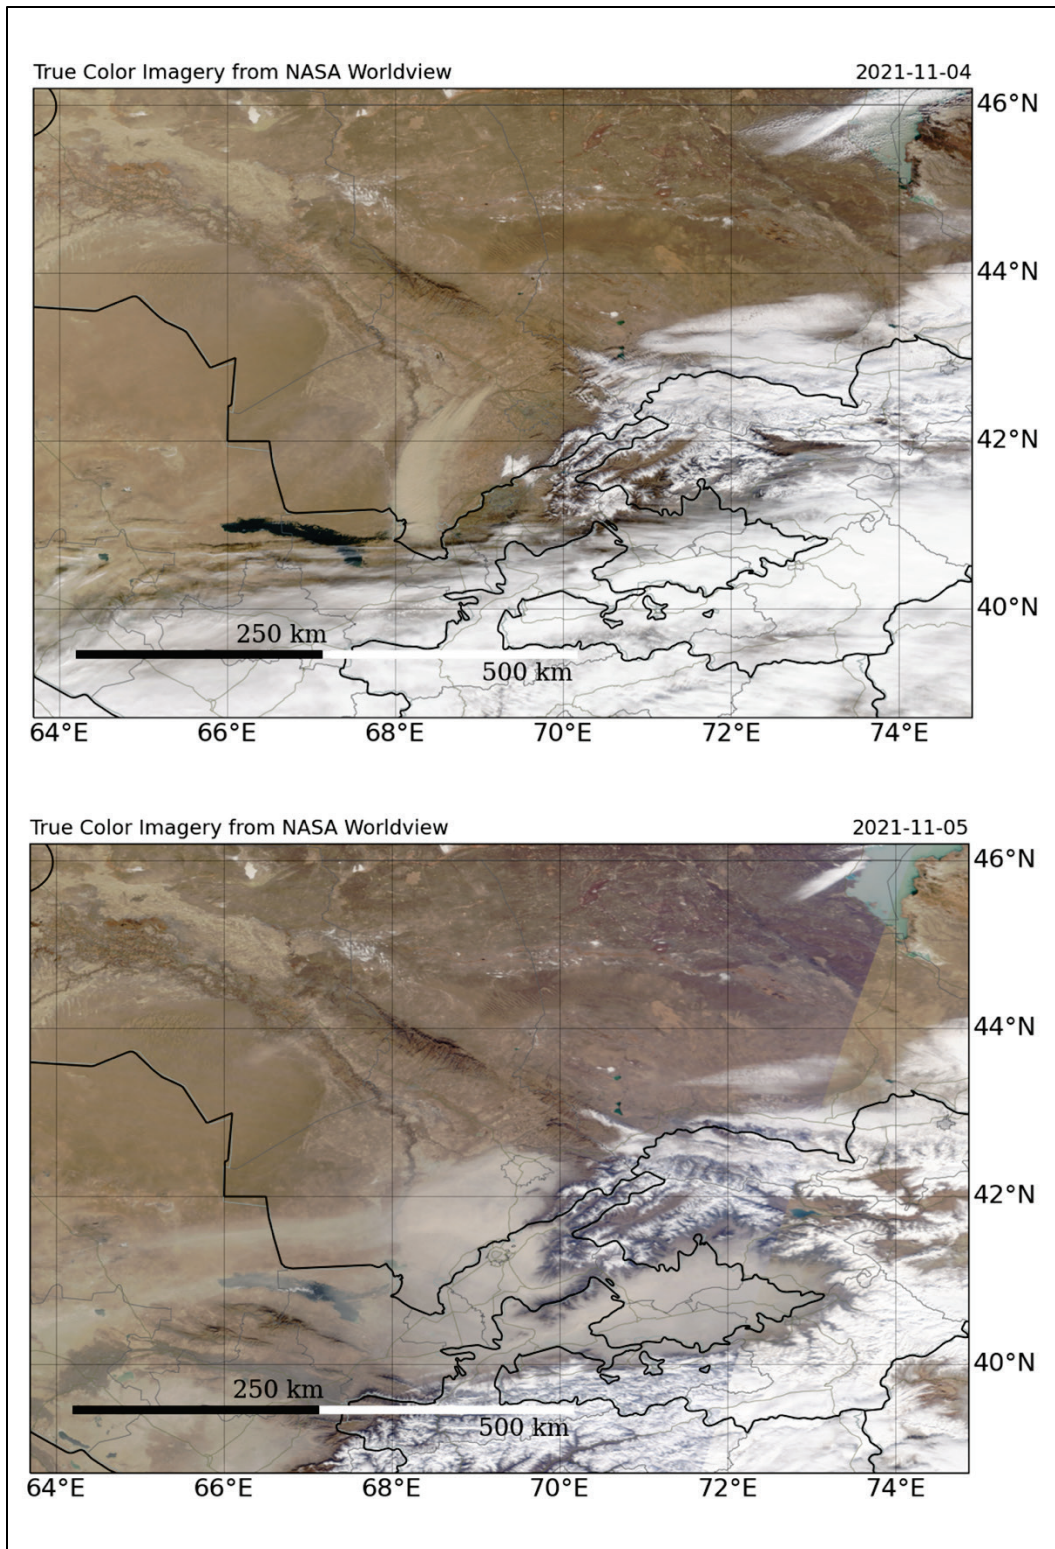 True Color Imagery from NASA Worldview 2021-11-04
46°N
44°N
42°N
40°N
250 km
500 km
64°E 66°E 68°E 70°E 72°E 74°E
True Color Imagery from NASA Worldview 2021-11-05
46°N
44°N
42°N
40°N
250 km
500 km
64°E 66°E 68°E 70°E 72°E 74°E